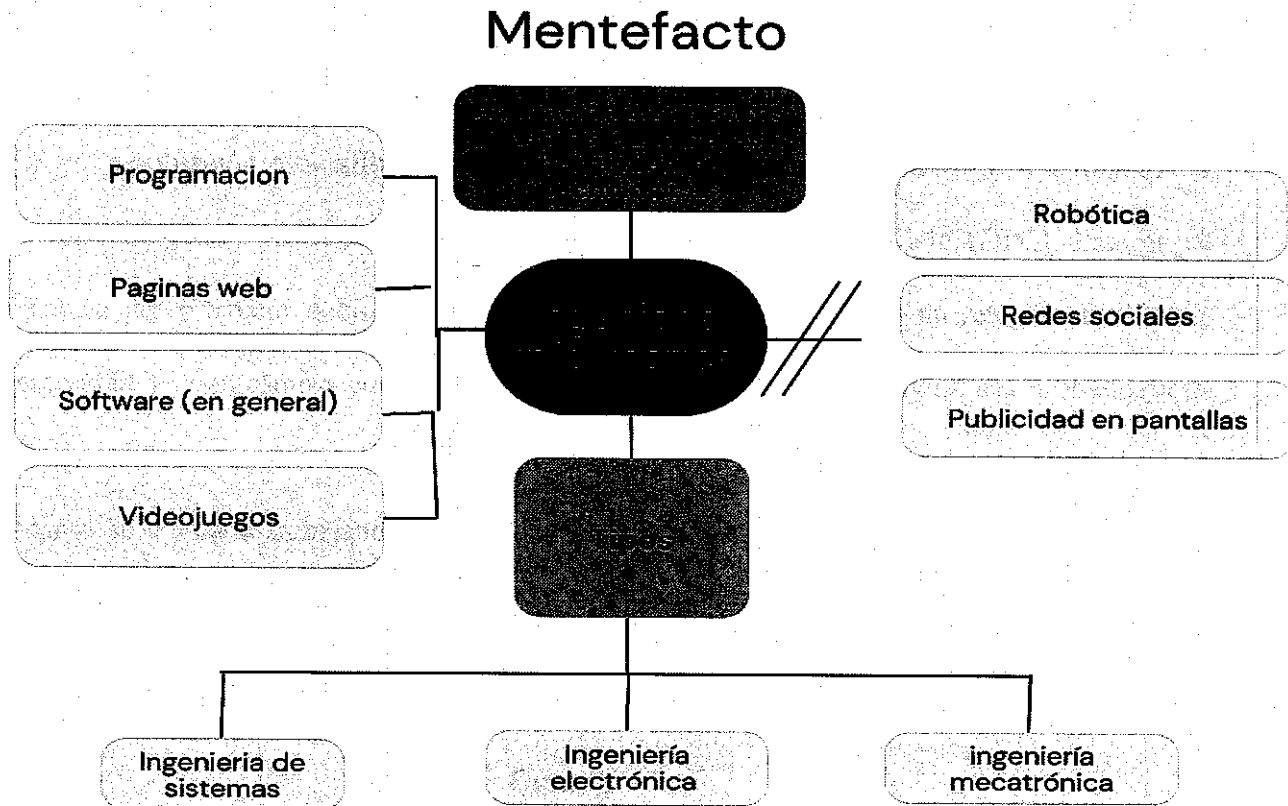 Mentefacto
Programacion
Paginas web
Software (en general)
Videojuegos
Robótica
Redes sociales
Publicidad en pantallas
Ingenieria de
sistemas
Ingeniería
electrónica
ingeniería
mecatrónica